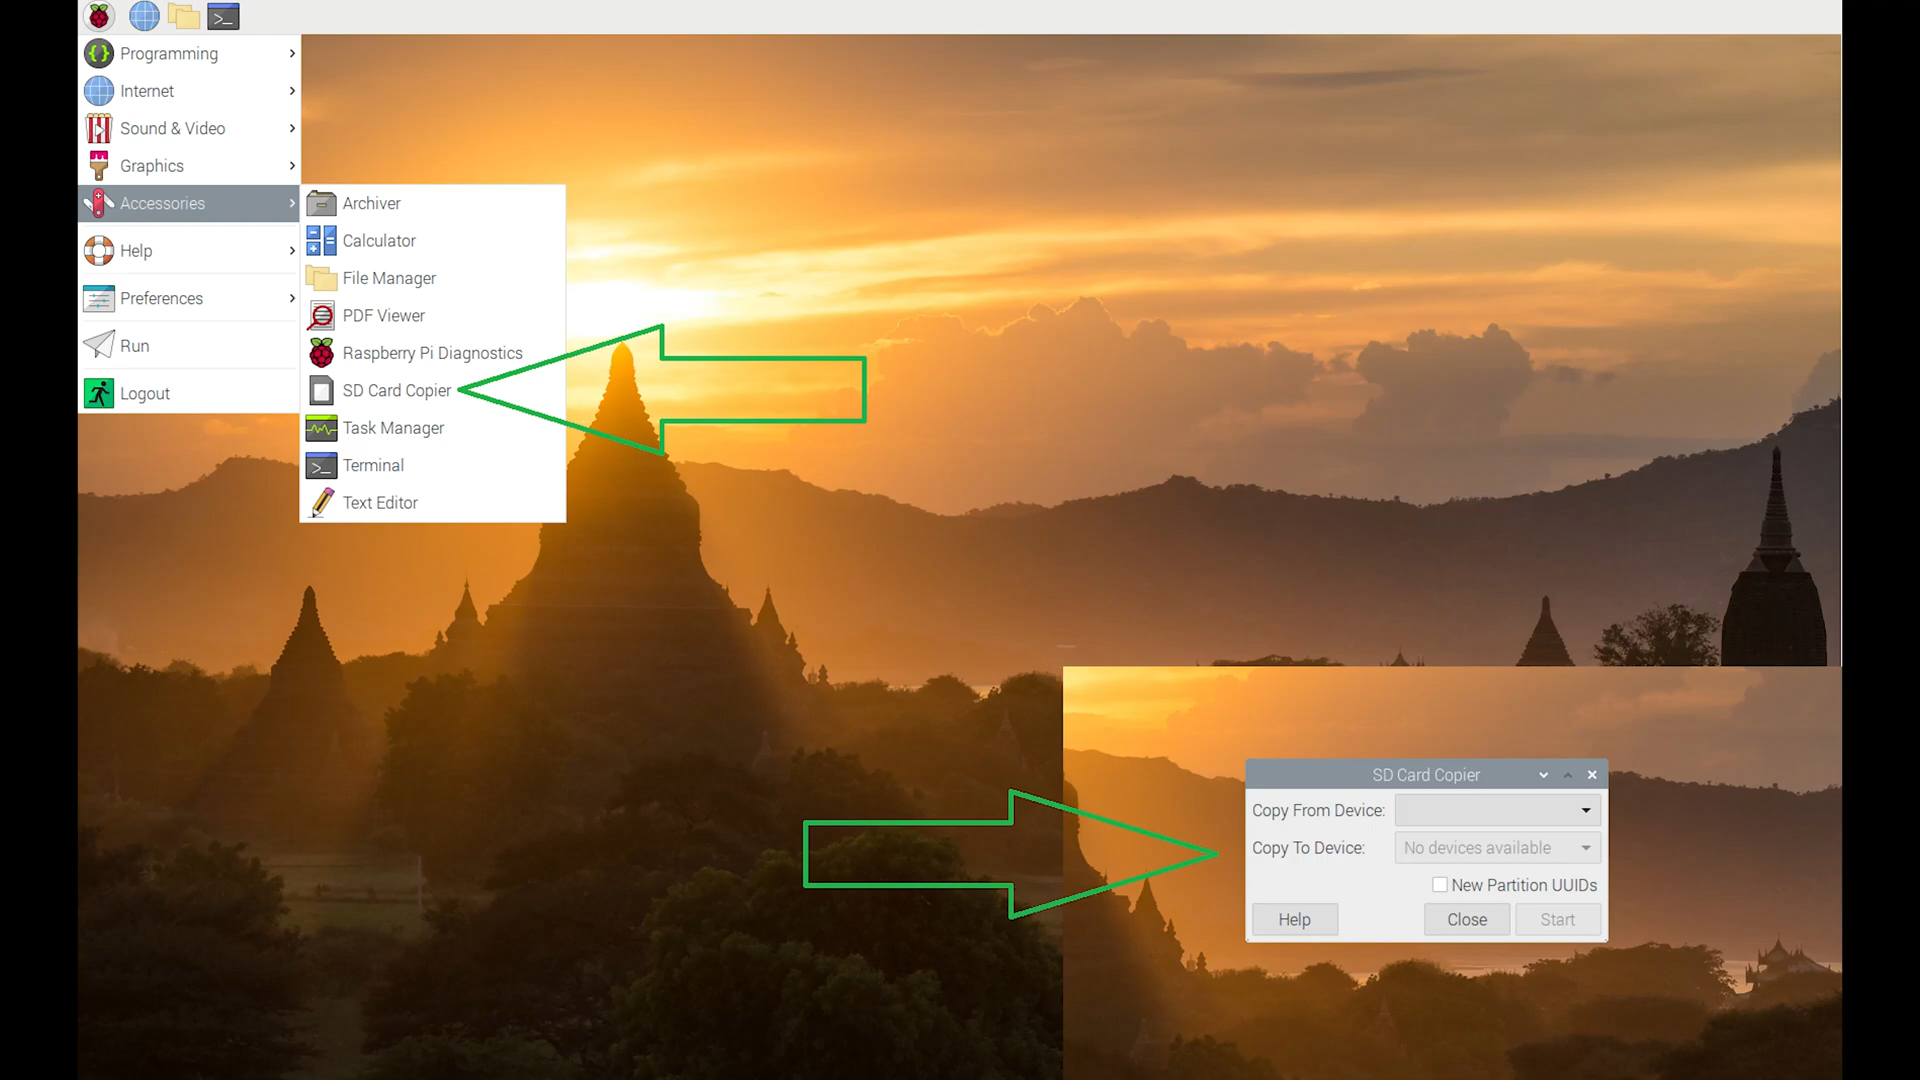 Programming
Internet
Sound & Video
Graphics
Accessories
Help
Preferences
Run
Logout
Archiver
Calculator
File Manager
PDF Viewer
Raspberry Pi Diagnostics
SD Card Copier
Task Manager
Terminal
Text Editor
SD Card Copier
Copy From Device:
Copy To Device: No devices available
New Partition UUIDs
Help Close Start